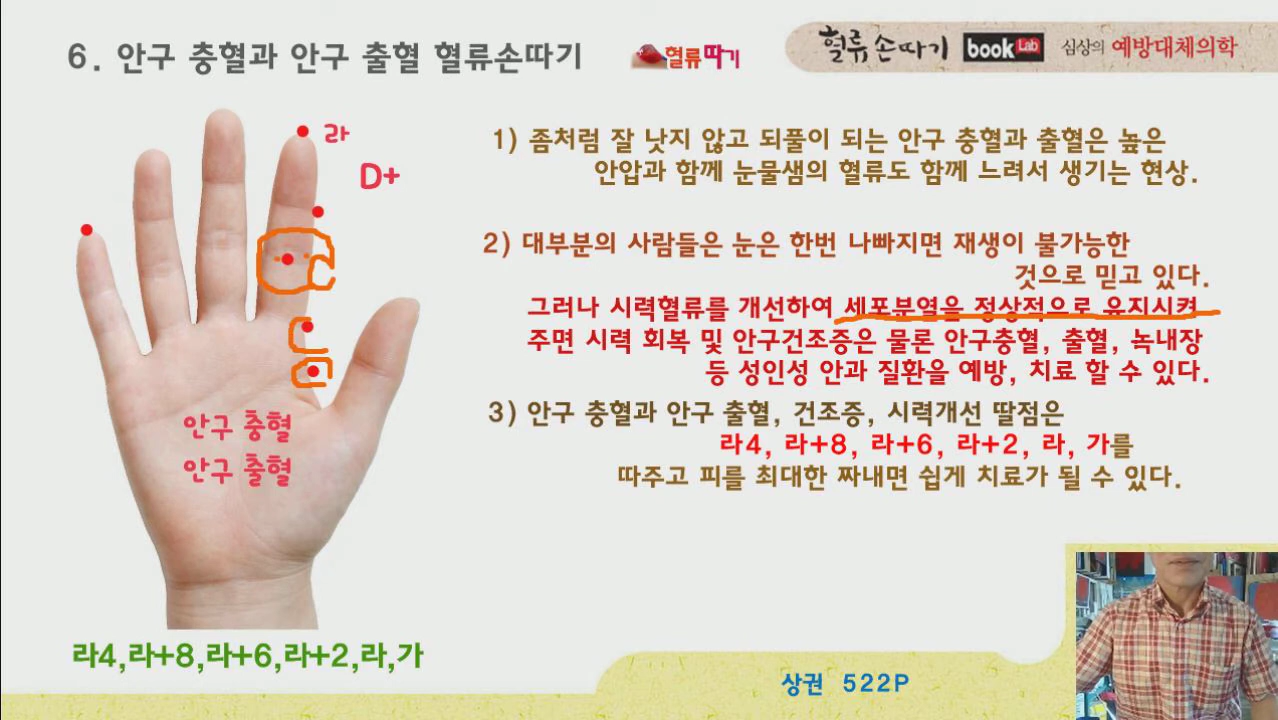 6. 안구 충혈과 안구 출혈 혈류손따기
혈류따기
혈류손따기 book Lab 심상의 예방대체의학
라
D+
1) 좀처럼 잘 낫지 않고 되풀이 되는 안구 충혈과 출혈은 높은
안압과 함께 눈물샘의 혈류도 함께 느려서 생기는 현상.
2) 대부분의 사람들은 눈은 한번 나빠지면 재생이 불가능한
것으로 믿고 있다.
그러나 시력혈류를 개선하여 세포분열을 정상적으로 유지시켜
주면 시력 회복 및 안구건조증은 물론 안구충혈, 출혈, 녹내장
등 성인성 안과 질환을 예방, 치료 할 수 있다.
3) 안구 충혈과 안구 출혈, 건조증, 시력개선 딸점은
라4, 라+8, 라+6, 라+2, 라, 가를
따주고 피를 최대한 짜내면 쉽게 치료가 될 수 있다.
안구 충혈
안구 출혈
라4,라+8,라+6,라+2,라,가
상권 522P